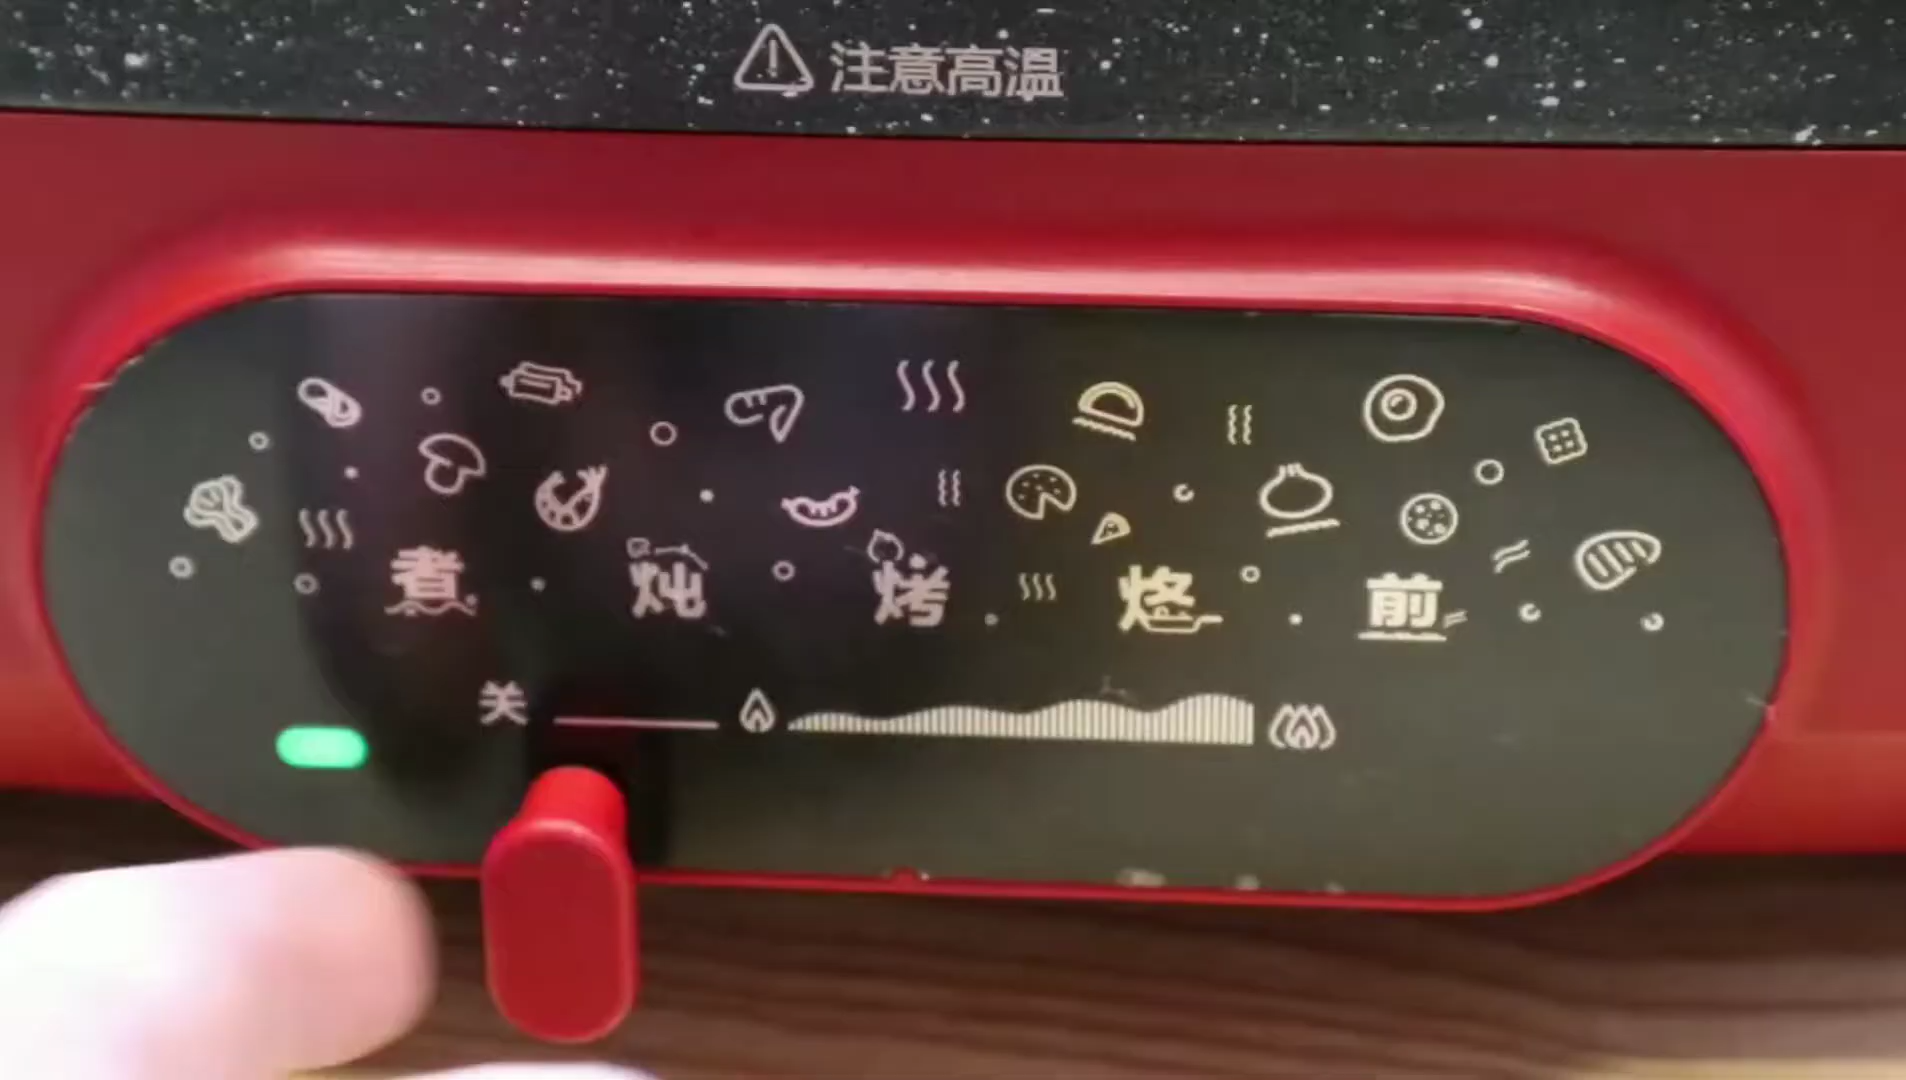 注意高温
煮 炖 烤 烙 煎
关